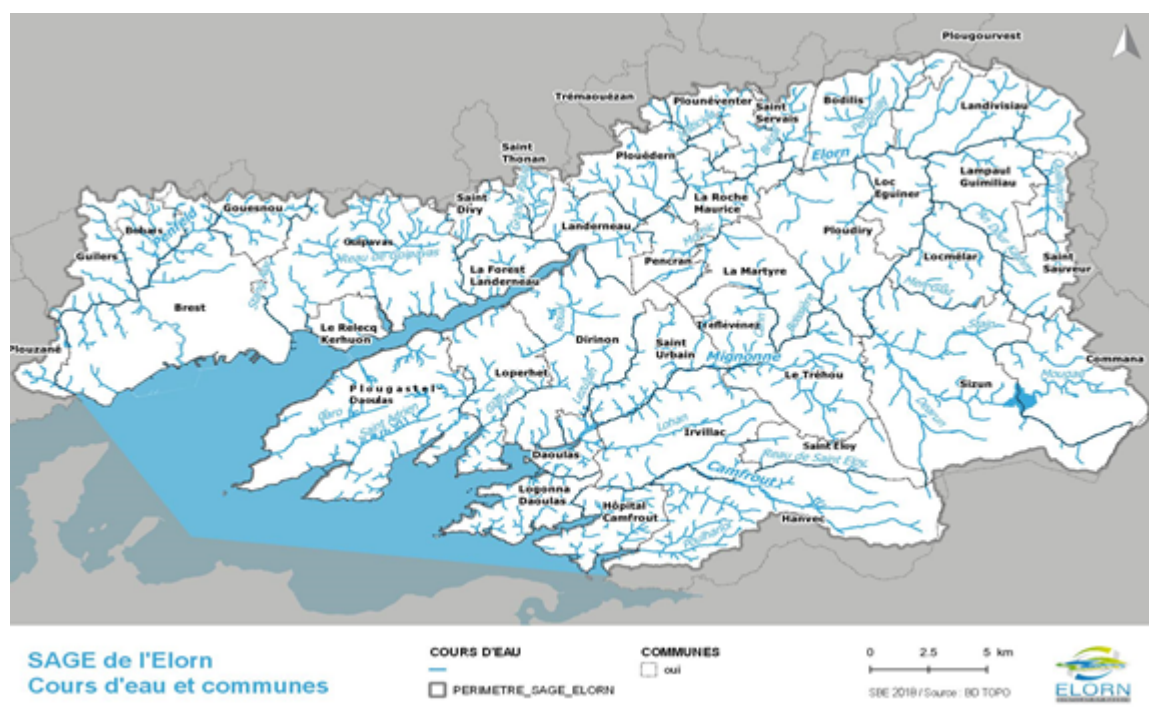 Plougourvest
Trémaouézan
Plounéventer
Saint
Servais
Bodilis
Landivisiau
Saint
Thonan
Plouédern
Elorn
Loc
Eguiner
Lampaul
Guimiliau
Saint
Divy
La Roche
Maurice
Gouesnou
Bohars
Penfeld
Landerneau
Ploudiry
Guipavas
Guilers
Pencran
La Martyre
Locmélar
Saint
Sauveur
La Forest
Landerneau
Brest
Le Relecq
Kerhuon
Dirinon
Saint
Urbain
Tréflévénez
Mignonne
Plouzané
Commana
Mougau
Loperhet
Le Tréhou
Sizun
Plougastel
Daoulas
Saint Adrien
Lohan
Irvillac
Saint Eloy
Daoulas
Camfrout
Logonna
Daoulas
Hôpital
Camfrout
Hanvec
SAGE de l'Elorn
Cours d'eau et communes
COURS D'EAU
PERIMETRE_SAGE_ELORN
COMMUNES
oui
0 2.5 5 km
SBE 2018 / Source : BD TOPO
ELORN